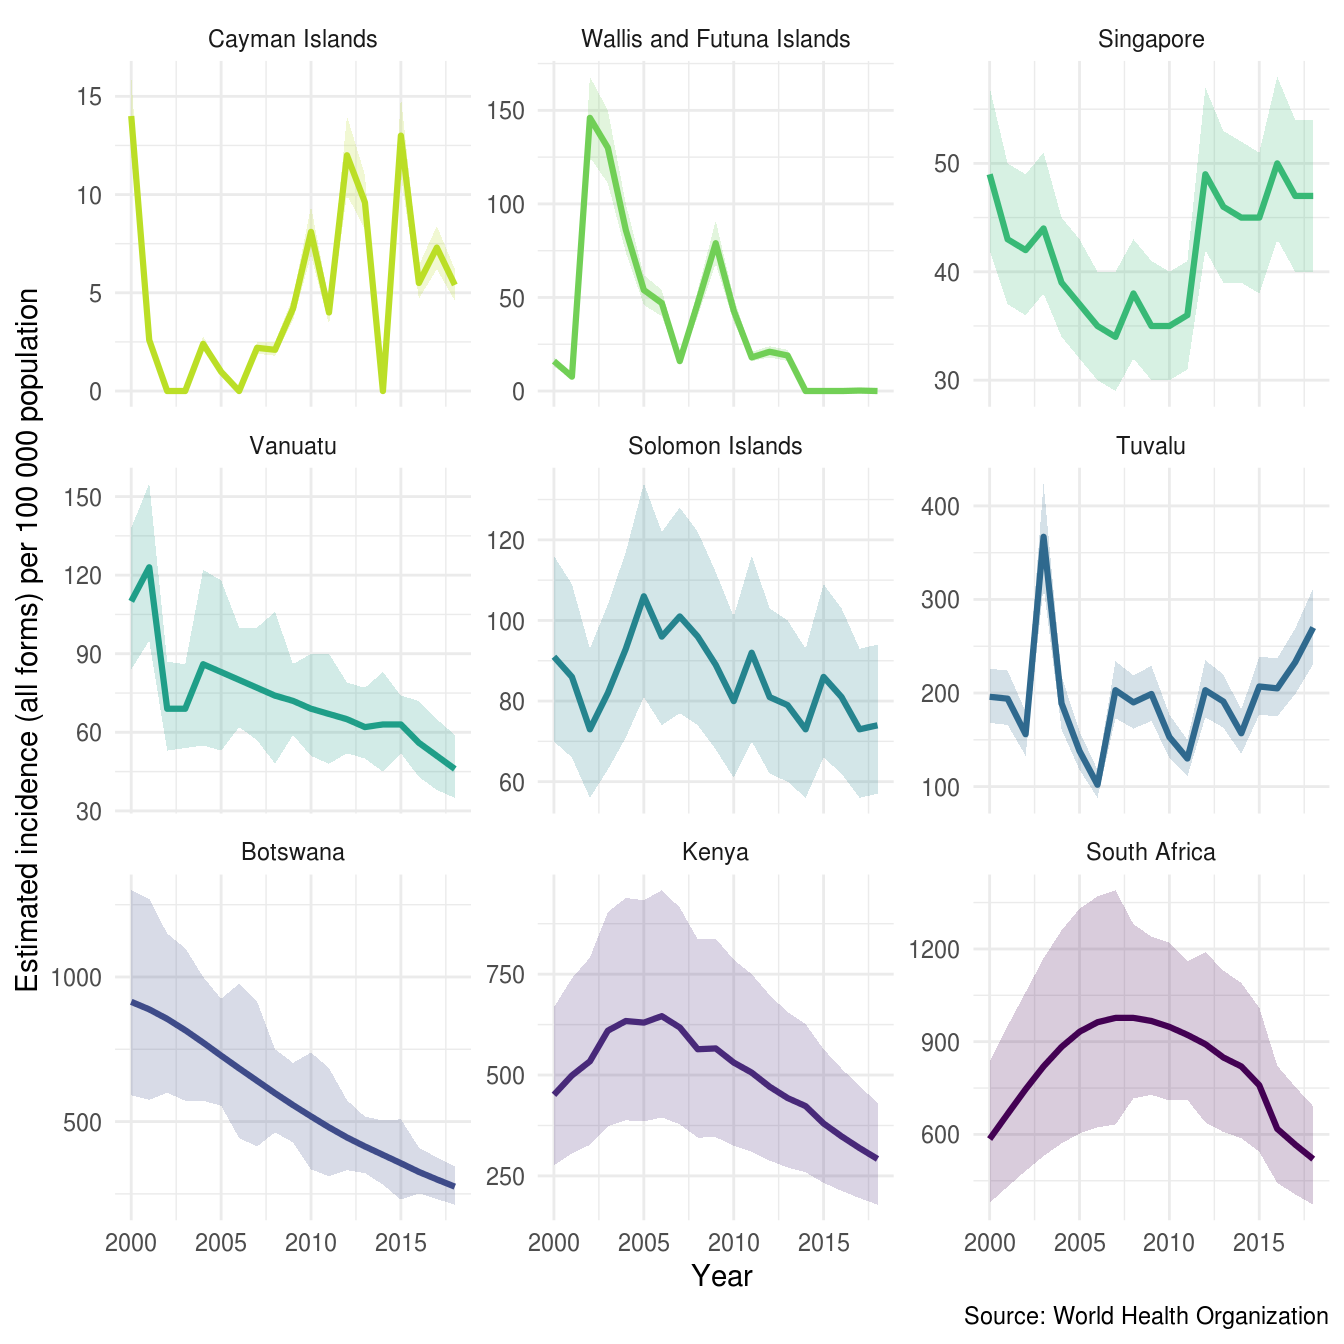 Cayman Islands
Wallis and Futuna Islands
Singapore
15
10
5
0
150
100
50
0
50
40
30
Vanuatu
Solomon Islands
Tuvalu
150
120
90
60
30
120
100
80
60
400
300
200
100
Botswana
Kenya
South Africa
1000
500
750
500
250
1200
900
600
2000 2005 2010 2015
2000 2005 2010 2015
2000 2005 2010 2015
Estimated incidence (all forms) per 100 000 population
Year
Source: World Health Organization